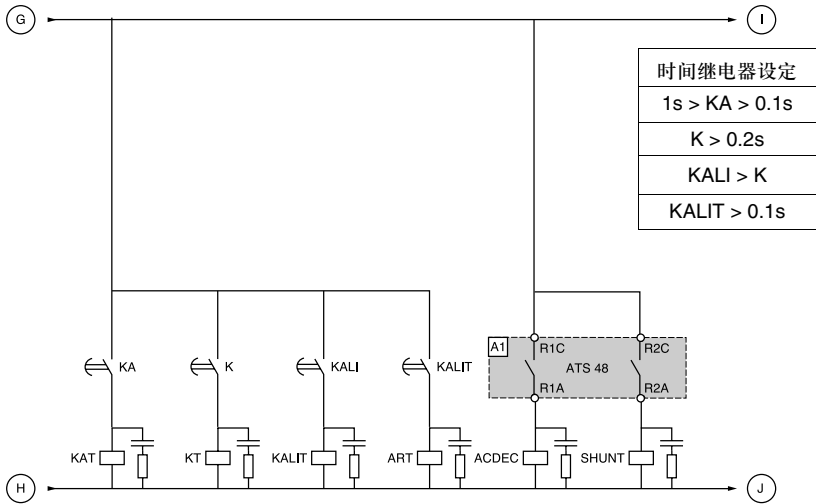 G
I
时间继电器设定
1s > KA > 0.1s
K > 0.2s
KALI > K
KALIT > 0.1s
A1
R1C
R2C
KA
K
KALI
KALIT
ATS 48
R1A
R2A
KAT
KT
KALIT
ART
ACDEC
SHUNT
H
J